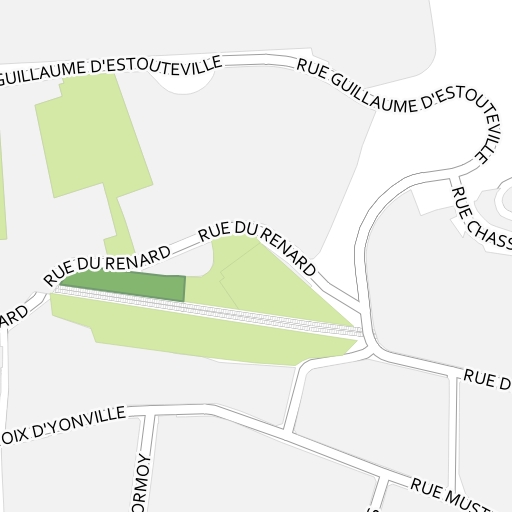 GUILLAUME D'ESTOUTEVILLE
RUE GUILLAUME D'ESTOUTEVILLE
RUE CHASS
RUE DU RENARD
RUE DU RENARD
ARD
RUE D
OIX D'YONVILLE
ORMOY
RUE MUST